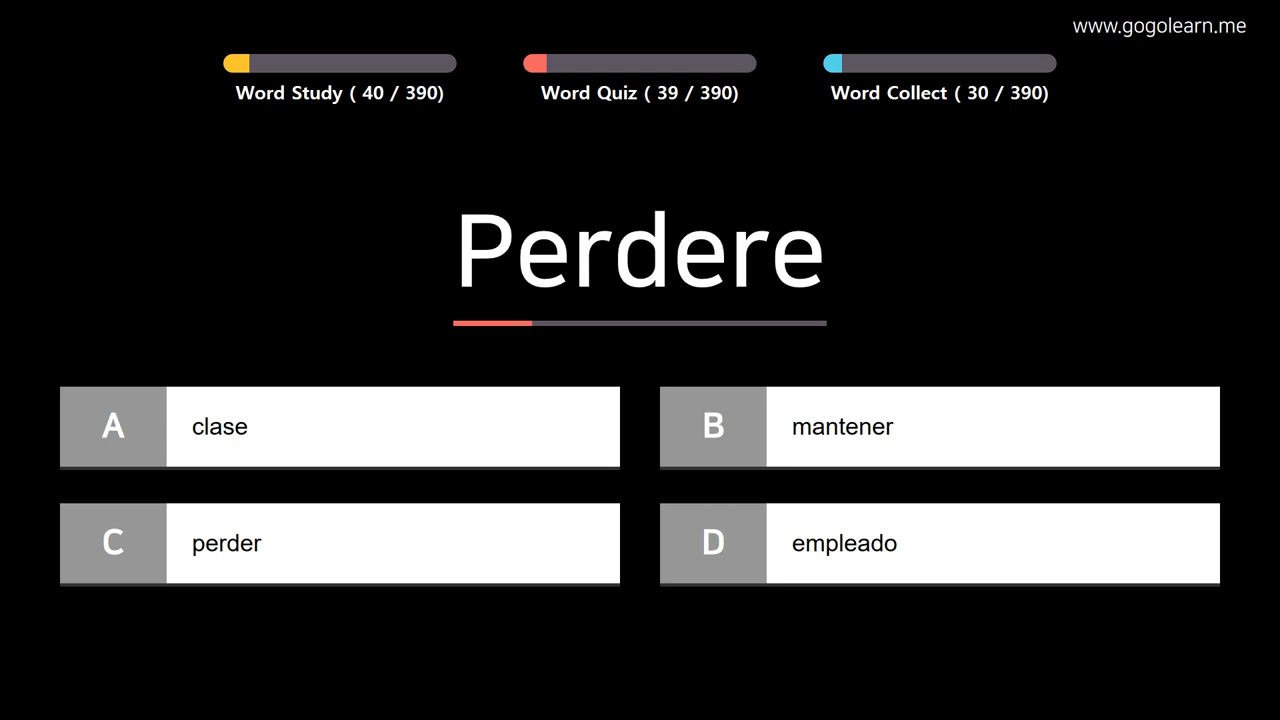 www.gogolearn.me
Word Study ( 40 / 390)
Word Quiz ( 39 / 390)
Word Collect ( 30 / 390)
Perdere
A clase
B mantener
C perder
D empleado